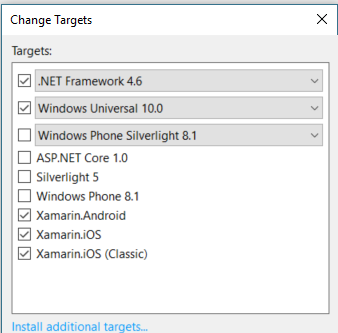 Change Targets
Targets:
.NET Framework 4.6
Windows Universal 10.0
Windows Phone Silverlight 8.1
ASP.NET Core 1.0
Silverlight 5
Windows Phone 8.1
Xamarin.Android
Xamarin.iOS
Xamarin.iOS (Classic)
Install additional targets...